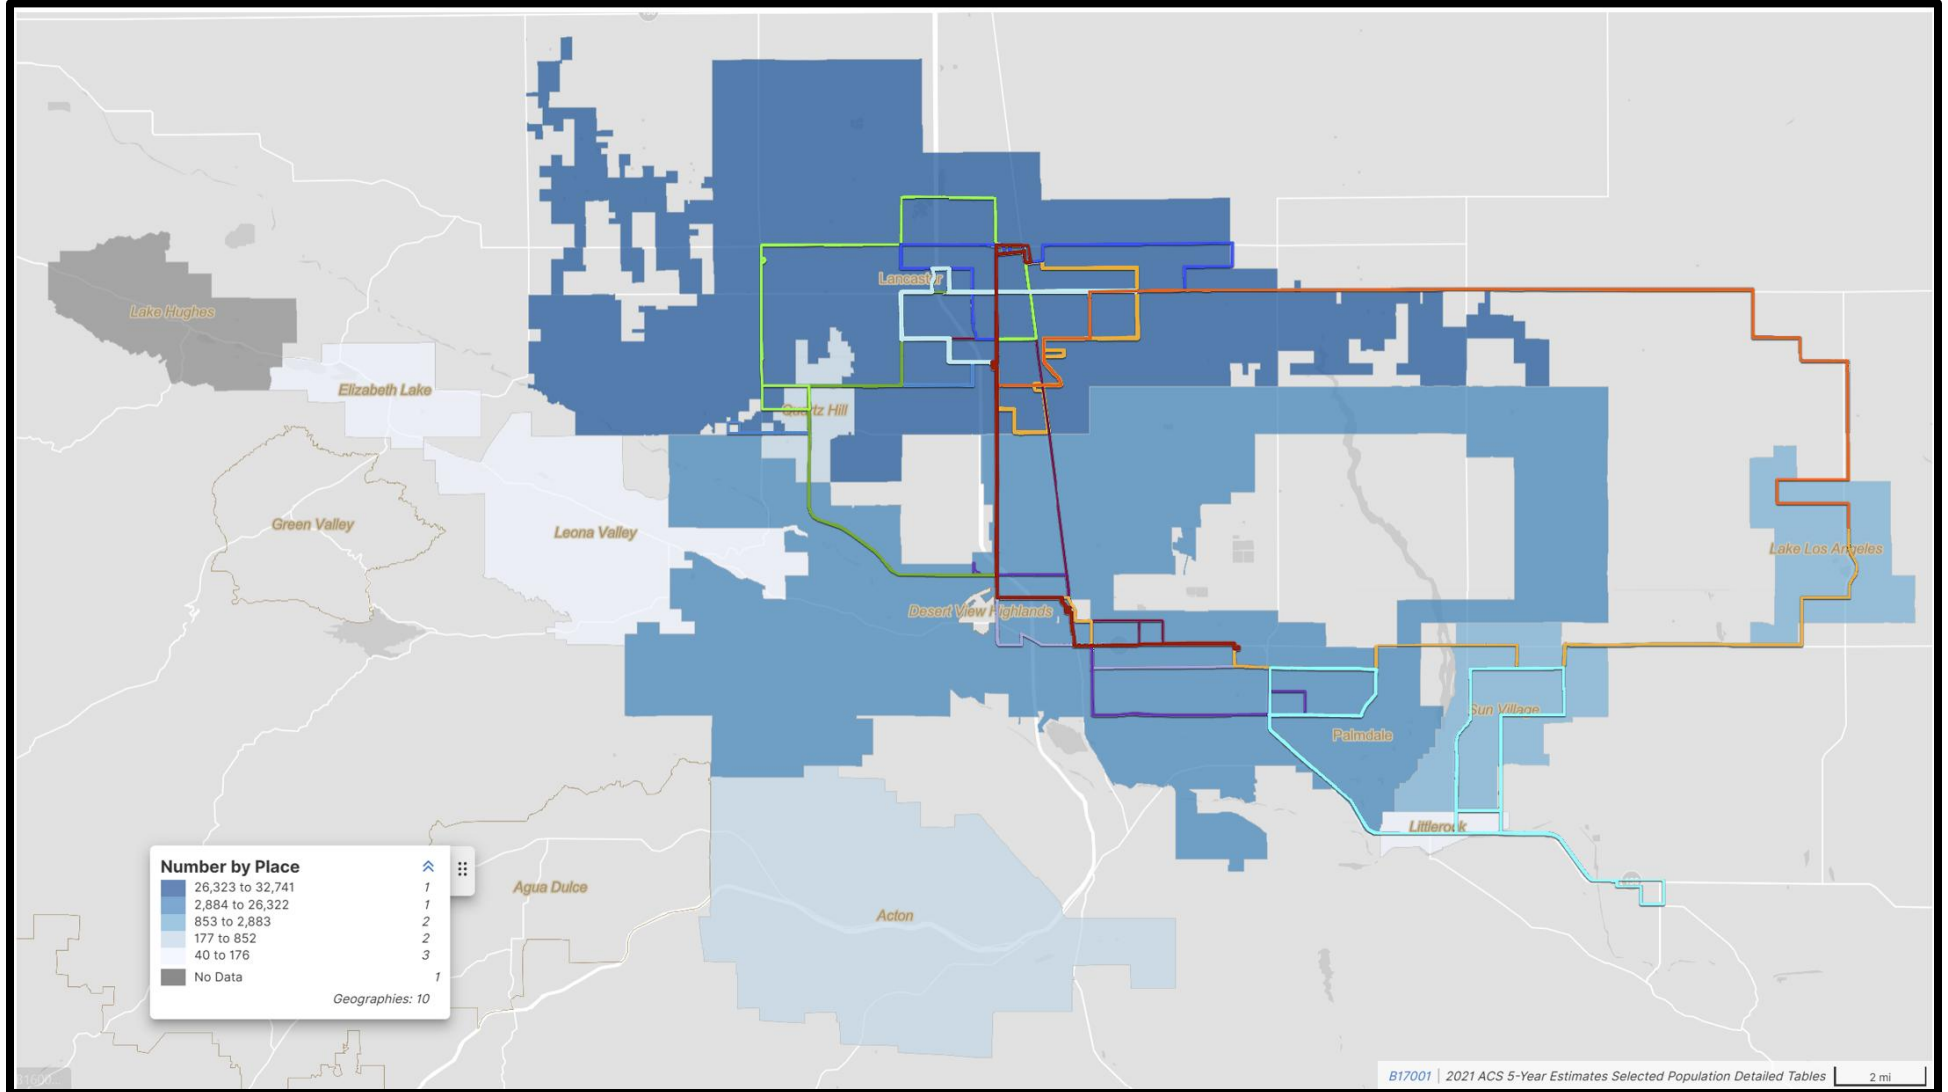 Lancaster
Lake Hughes
Elizabeth Lake
Quartz Hill
Green Valley
Leona Valley
Lake Los Angeles
Desert View Highlands
Sun Village
Palmdale
Littlerock
Agua Dulce
Acton
Number by Place
26,323 to 32,741 1
2,884 to 26,322 1
853 to 2,883 2
177 to 852 2
40 to 176 3
No Data 1
Geographies: 10
B17001 | 2021 ACS 5-Year Estimates Selected Population Detailed Tables
2 mi